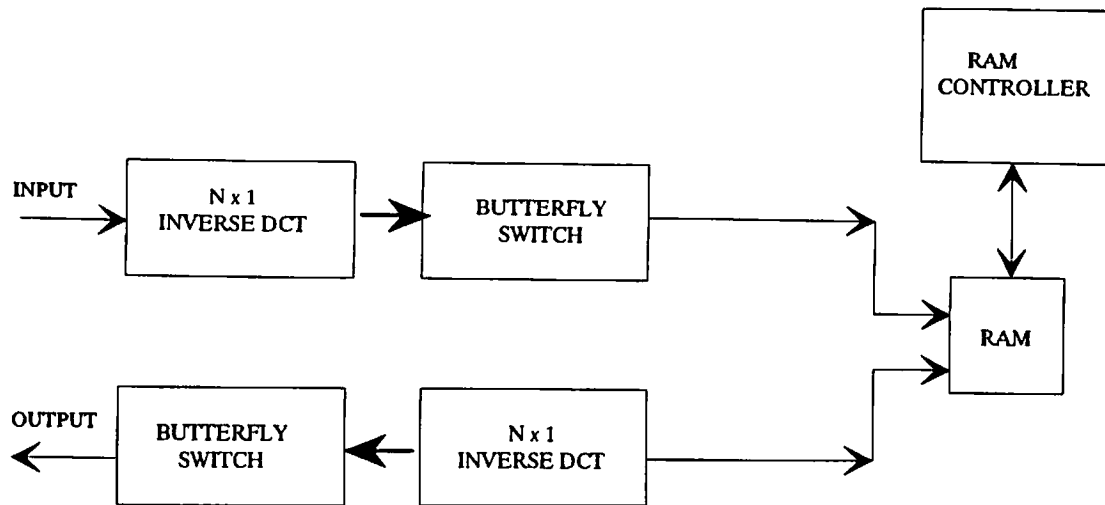 RAM
CONTROLLER
INPUT
N x 1
INVERSE DCT
BUTTERFLY
SWITCH
RAM
OUTPUT
BUTTERFLY
SWITCH
N x 1
INVERSE DCT